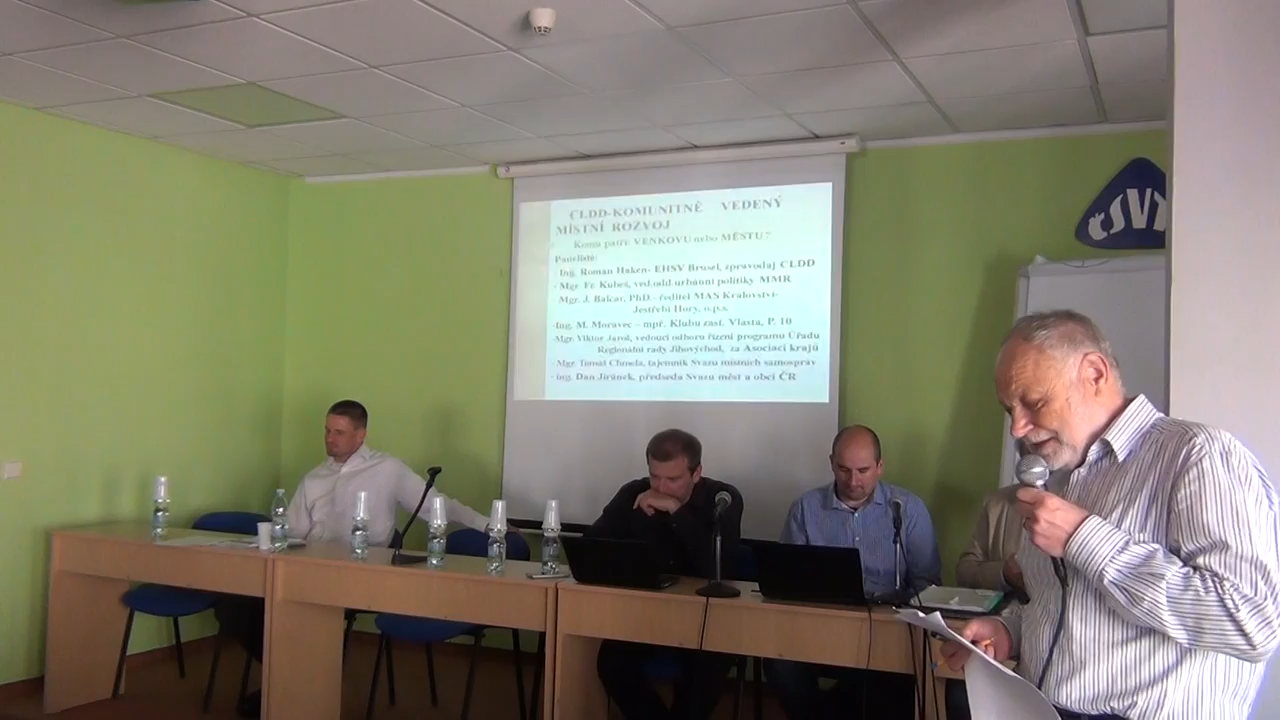 CLDD-KOMUNITNĚ VEDENÝ
MÍSTNÍ ROZVOJ
Komu patří: VENKOVU nebo MĚSTU ?
Panelisté:
Ing. Roman Haken- EHSV Brusel, zpravodaj CLDD
- Mgr. Fr. Kubeš, ved.odd.urbánní politiky MMR
Mgr. J. Balcar, PhD.- ředitel MAS Království-
Jestřebí Hory, o.p.s.
-Ing. M. Moravec – mpř. Klubu zast. Vlasta, P. 10
-Mgr. Viktor Jaroš, vedoucí odboru řízení programu Úřadu
Regionální rady Jihovýchod, za Asociaci krajů
-Mgr. Tomáš Chmela, tajemník Svazu místních samospráv
- ing. Dan Jiránek, předseda Svazu měst a obcí ČR
ČSVT